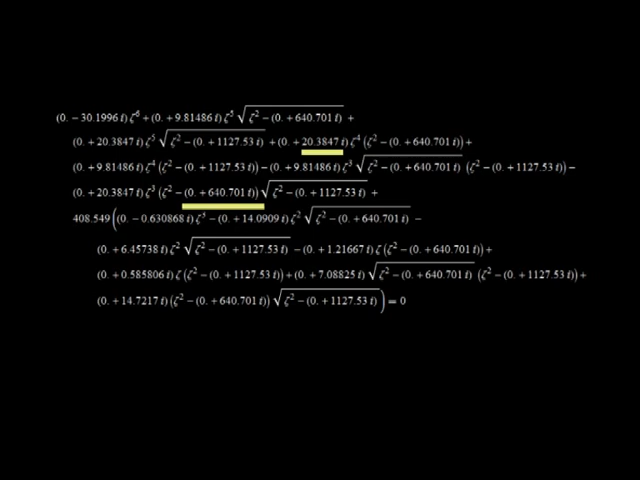 (0. − 30.1996 i) ζ⁶ + (0. + 9.81486 i) ζ⁵ √(ζ² − (0. + 640.701 i)) +
(0. + 20.3847 i) ζ⁵ √(ζ² − (0. + 1127.53 i)) + (0. + 20.3847 i) ζ⁴ (ζ² − (0. + 640.701 i)) +
(0. + 9.81486 i) ζ⁴ (ζ² − (0. + 1127.53 i)) − (0. + 9.81486 i) ζ³ √(ζ² − (0. + 640.701 i)) (ζ² − (0. + 1127.53 i)) −
(0. + 20.3847 i) ζ³ (ζ² − (0. + 640.701 i)) √(ζ² − (0. + 1127.53 i)) +
408.549 ((0. − 0.630868 i) ζ⁵ − (0. + 14.0909 i) ζ² √(ζ² − (0. + 640.701 i)) −
(0. + 6.45738 i) ζ² √(ζ² − (0. + 1127.53 i)) − (0. + 1.21667 i) ζ (ζ² − (0. + 640.701 i)) +
(0. + 0.585806 i) ζ (ζ² − (0. + 1127.53 i)) + (0. + 7.08825 i) √(ζ² − (0. + 640.701 i)) (ζ² − (0. + 1127.53 i)) +
(0. + 14.7217 i) (ζ² − (0. + 640.701 i)) √(ζ² − (0. + 1127.53 i))) = 0